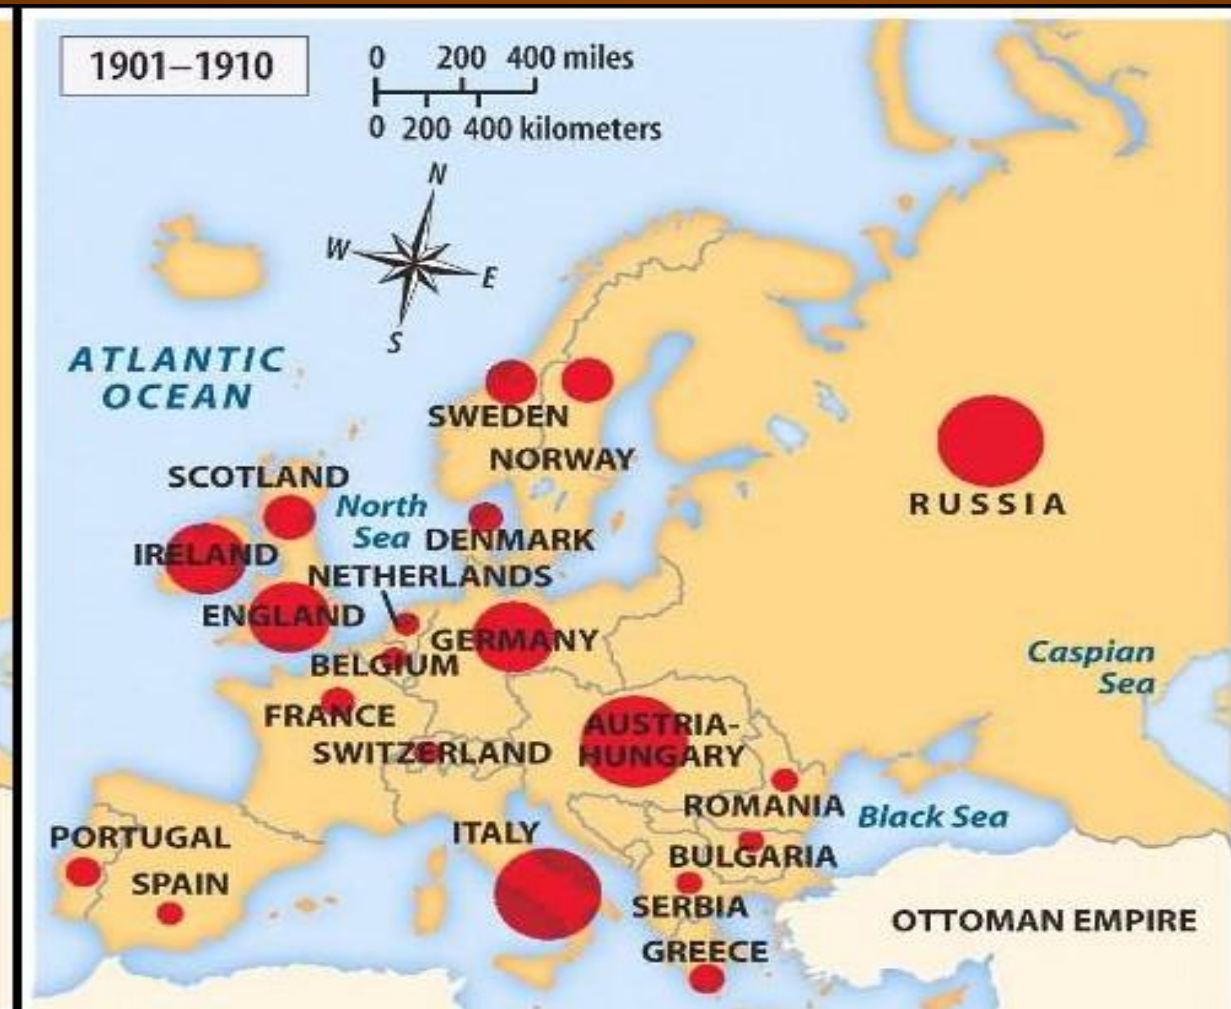 1901–1910
0 200 400 miles
0 200 400 kilometers
N
W
E
S
ATLANTIC
OCEAN
SWEDEN
NORWAY
SCOTLAND
North
Sea
DENMARK
IRELAND
NETHERLANDS
ENGLAND
GERMANY
BELGIUM
FRANCE
SWITZERLAND
AUSTRIA-
HUNGARY
RUSSIA
Caspian
Sea
ROMANIA
Black Sea
BULGARIA
ITALY
PORTUGAL
SPAIN
SERBIA
GREECE
OTTOMAN EMPIRE